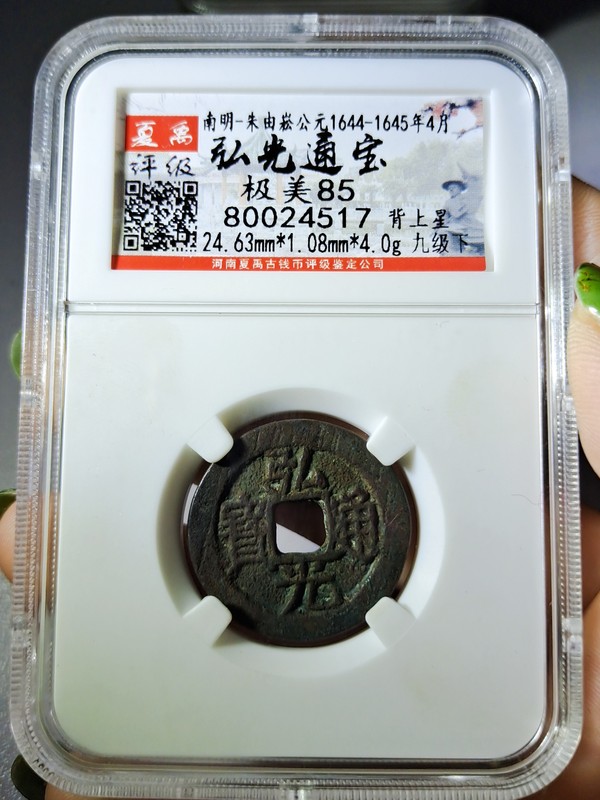 南明-朱由崧公元1644-1645年4月
夏禹
评级
弘光通宝
极美85
80024517 背上星
24.63mm*1.08mm*4.0g 九级下
河南夏禹古钱币评级鉴定公司
弘光通寶